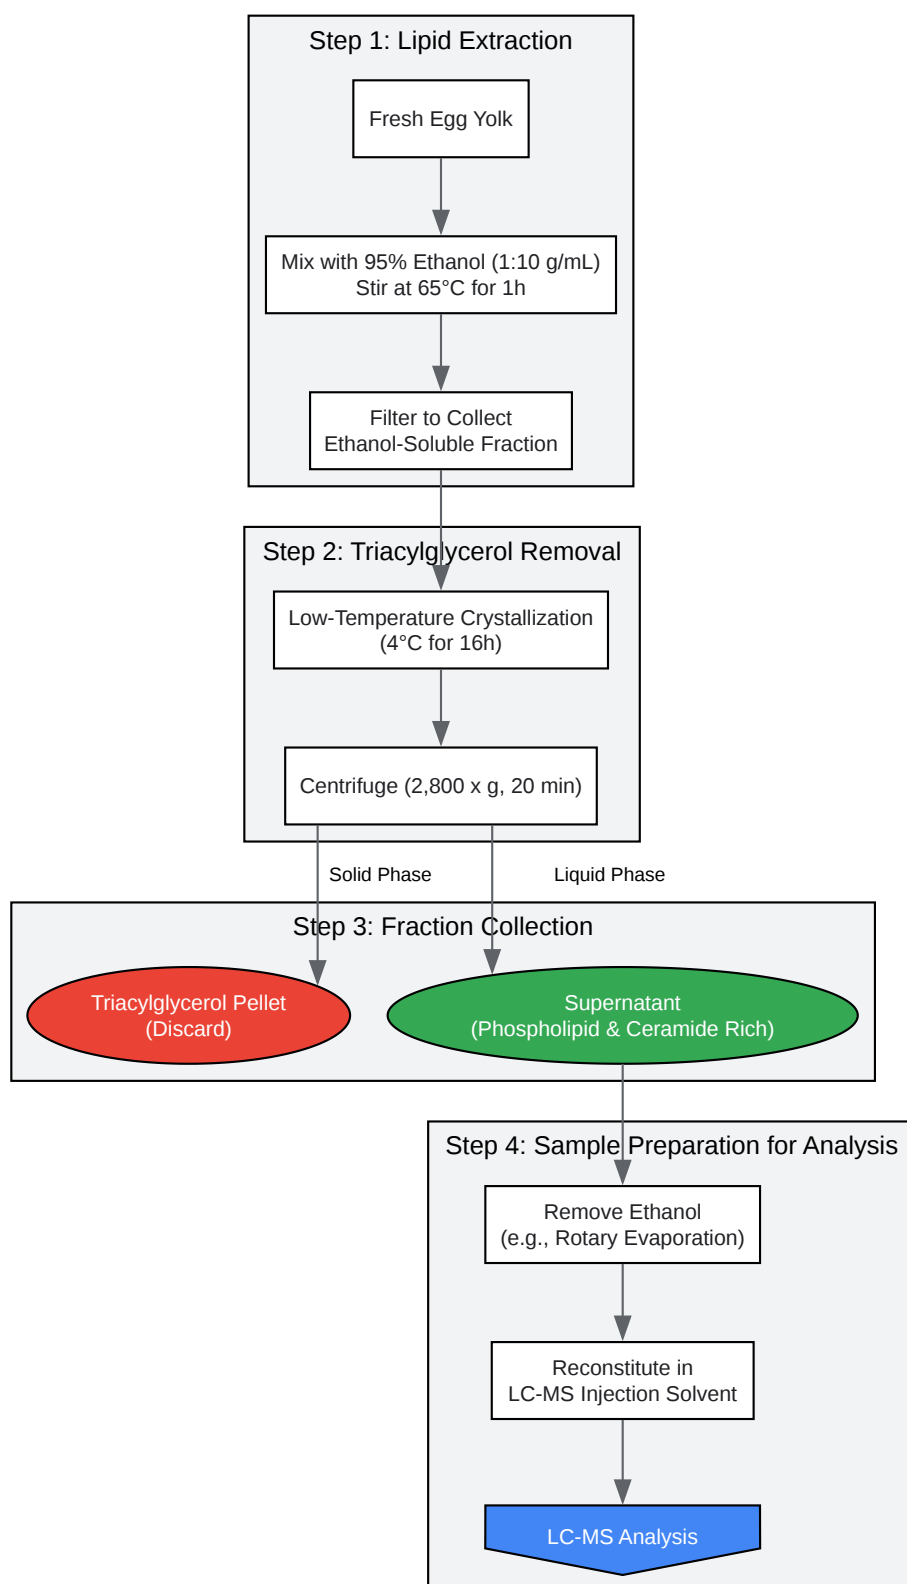 Step 1: Lipid Extraction
Fresh Egg Yolk
Mix with 95% Ethanol (1:10 g/mL)
Stir at 65°C for 1h
Filter to Collect
Ethanol-Soluble Fraction
Step 2: Triacylglycerol Removal
Low-Temperature Crystallization
(4°C for 16h)
Centrifuge (2,800 x g, 20 min)
Solid Phase
Liquid Phase
Step 3: Fraction Collection
Triacylglycerol Pellet
(Discard)
Supernatant
(Phospholipid & Ceramide Rich)
Step 4: Sample Preparation for Analysis
Remove Ethanol
(e.g., Rotary Evaporation)
Reconstitute in
LC-MS Injection Solvent
LC-MS Analysis